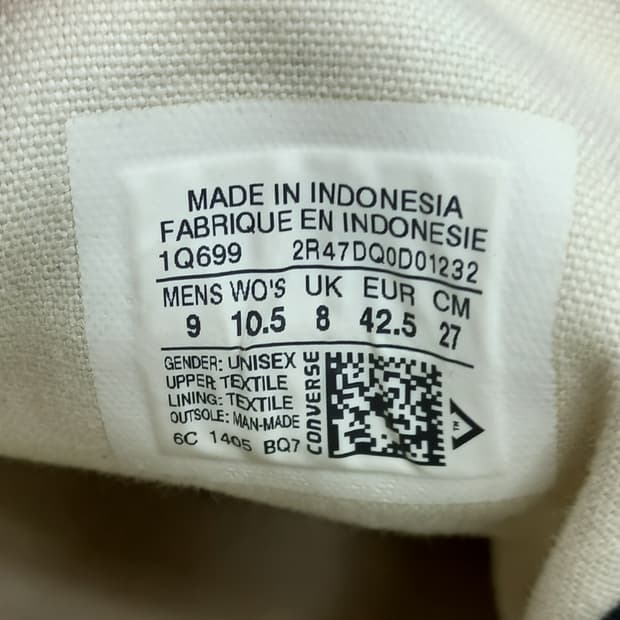 MADE IN INDONESIA
FABRIQUE EN INDONESIE
1Q699 2R47DQ0D01232
MENS WO'S UK EUR CM
9 10.5 8 42.5 27
GENDER: UNISEX
UPPER: TEXTILE
LINING: TEXTILE
OUTSOLE: MAN-MADE
6C 1405 BQ7
CONVERSE
TM